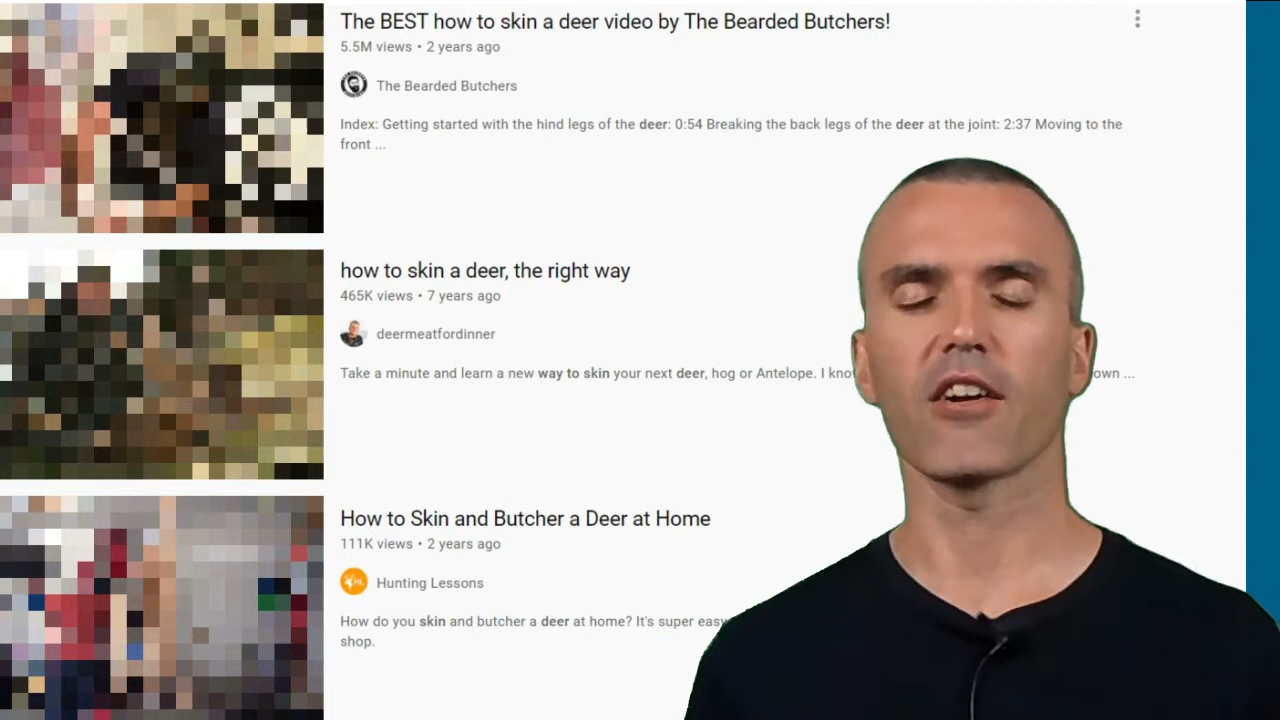 The BEST how to skin a deer video by The Bearded Butchers!
5.5M views • 2 years ago
The Bearded Butchers
Index: Getting started with the hind legs of the deer: 0:54 Breaking the back legs of the deer at the joint: 2:37 Moving to the
front ...
how to skin a deer, the right way
465K views • 7 years ago
deermeatfordinner
Take a minute and learn a new way to skin your next deer, hog or Antelope. I own ...
How to Skin and Butcher a Deer at Home
111K views • 2 years ago
Hunting Lessons
How do you skin and butcher a deer at home? It's super easy
shop.